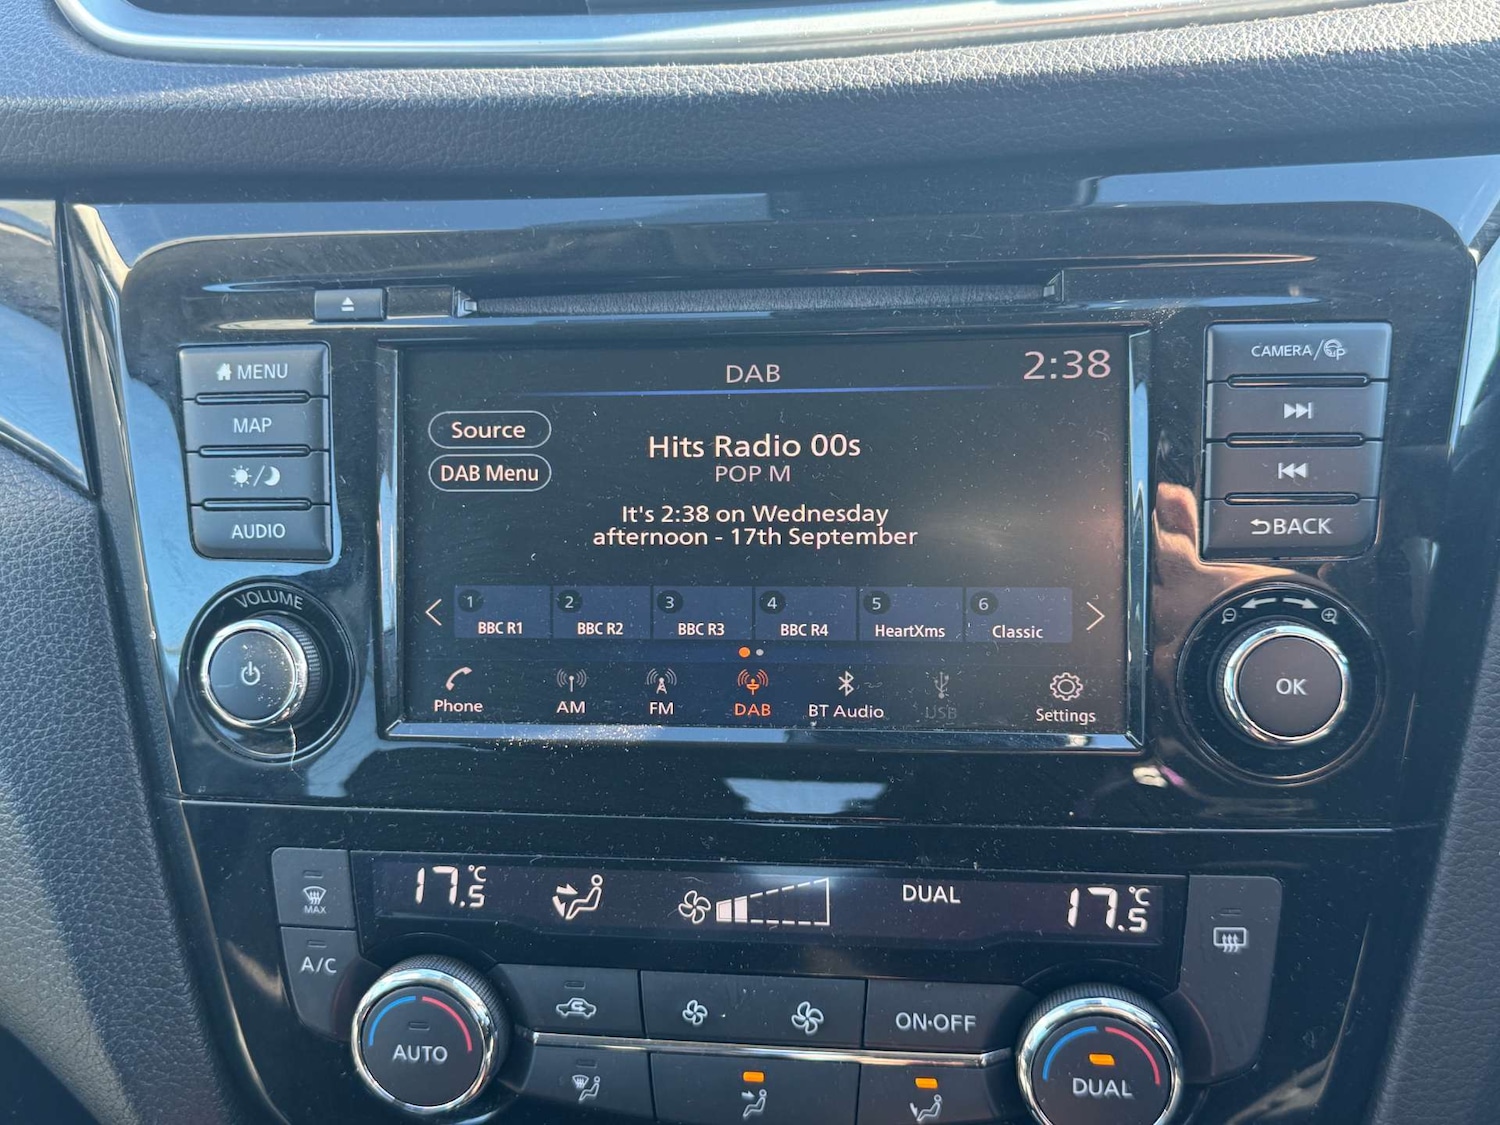 MENU
MAP
AUDIO
VOLUME
DAB
2:38
Source
DAB Menu
Hits Radio 00s
POP M
It's 2:38 on Wednesday
afternoon - 17th September
1 BBC R1
2 BBC R2
3 BBC R3
4 BBC R4
5 HeartXms
6 Classic
Phone
AM
FM
DAB
BT Audio
USB
Settings
CAMERA/
BACK
OK
17.5°C
DUAL
17.5°C
MAX
A/C
AUTO
ON·OFF
DUAL